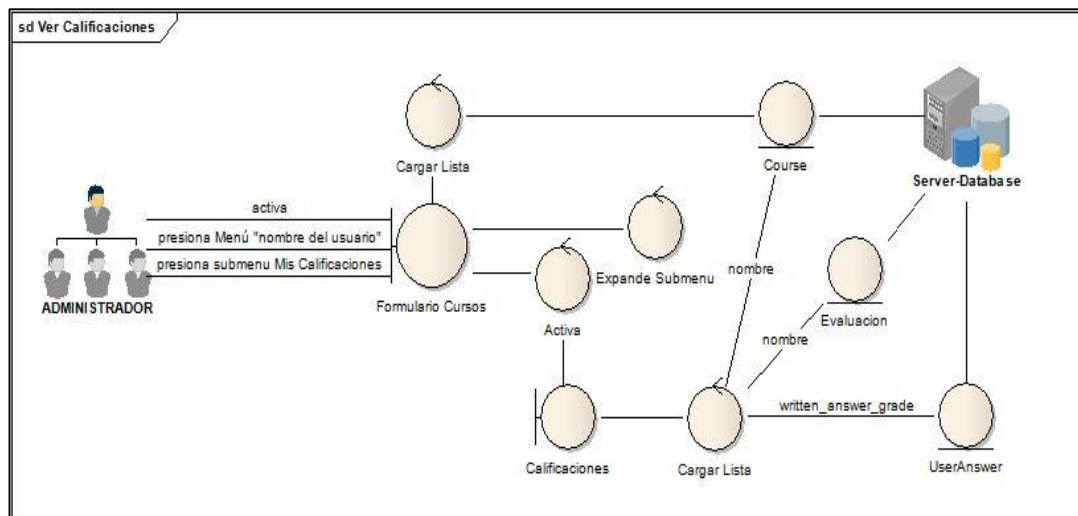 sd Ver Calificaciones
Cargar Lista
Course
Server-Database
activa
presiona Menú "nombre del usuario"
presiona submenu Mis Calificaciones
ADMINISTRADOR
Formulario Cursos
Expande Submenu
Activa
nombre
Evaluacion
nombre
written_answer_grade
Calificaciones
Cargar Lista
UserAnswer